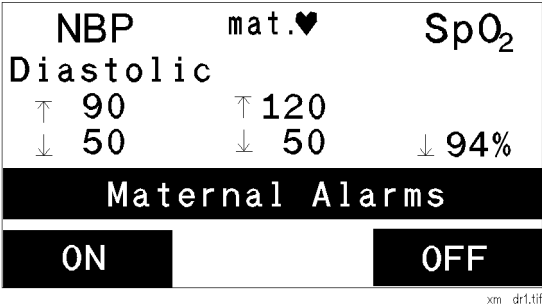 NBP mat.♥ SpO₂
Diastolic
↑ 90 ↑ 120
↓ 50 ↓ 50 ↓ 94%
Maternal Alarms
ON OFF
xm dr1.tif